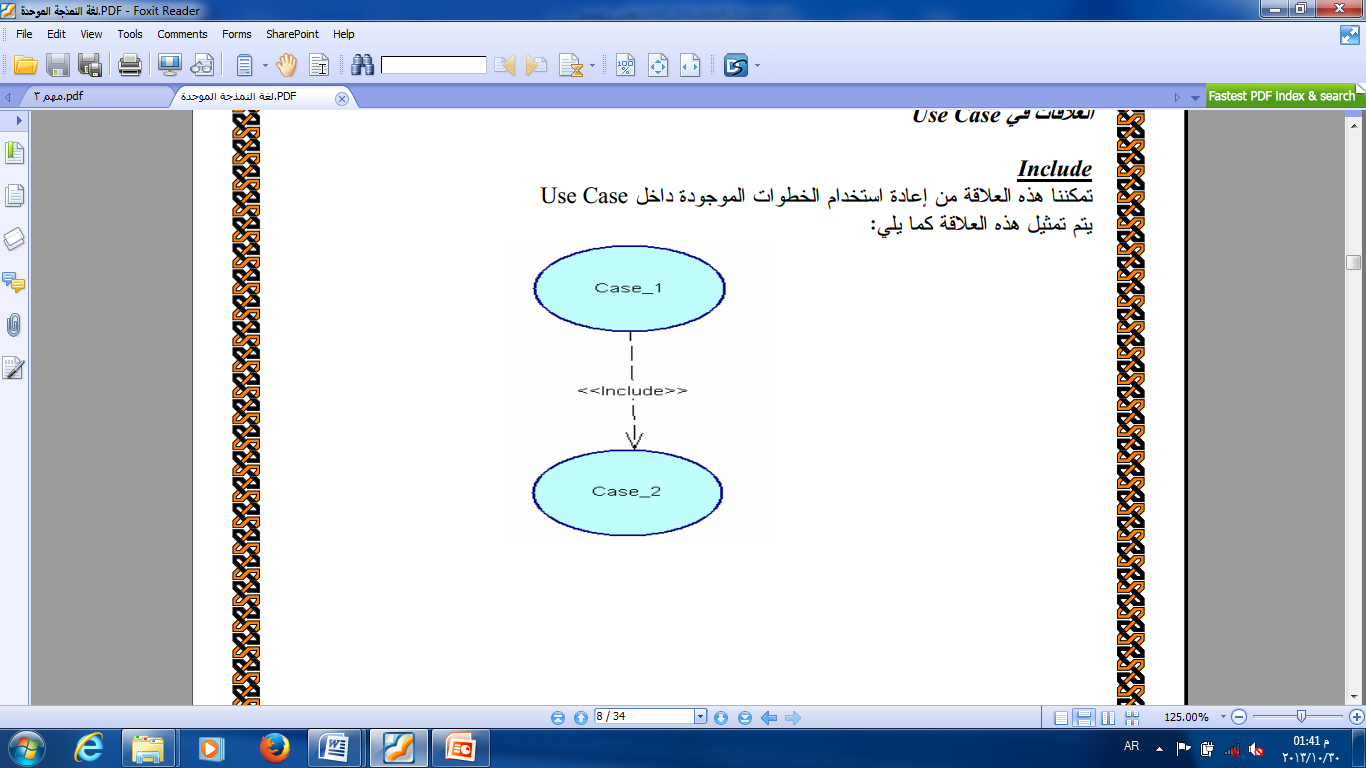 لغة النمذجة الموحدة.PDF - Foxit Reader
File Edit View Tools Comments Forms SharePoint Help
مهم ٣.pdf
لغة النمذجة الموحدة.PDF
Fastest PDF index & search
العلاقات في Use Case
Include
تمكننا هذه العلاقة من إعادة استخدام الخطوات الموجودة داخل Use Case
يتم تمثيل هذه العلاقة كما يلي:
Case_1
<<Include>>
Case_2
8 / 34
125.00%
AR
01:41 م
٢٠١٣/١٠/٣٠